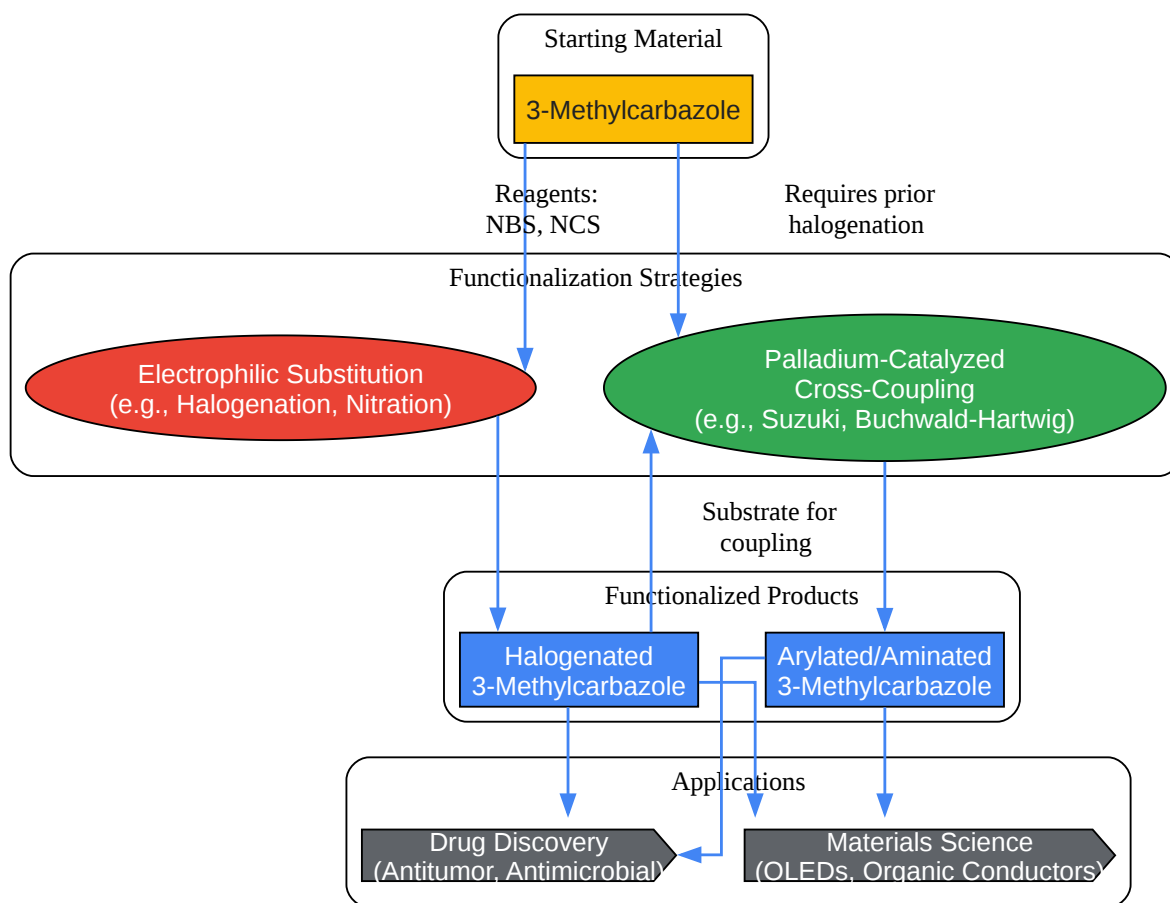 Starting Material
3-Methylcarbazole
Reagents:
NBS, NCS
Requires prior
halogenation
Functionalization Strategies
Electrophilic Substitution
(e.g., Halogenation, Nitration)
Palladium-Catalyzed
Cross-Coupling
(e.g., Suzuki, Buchwald-Hartwig)
Substrate for
coupling
Functionalized Products
Halogenated
3-Methylcarbazole
Arylated/Aminated
3-Methylcarbazole
Applications
Drug Discovery
(Antitumor, Antimicrobial)
Materials Science
(OLEDs, Organic Conductors)